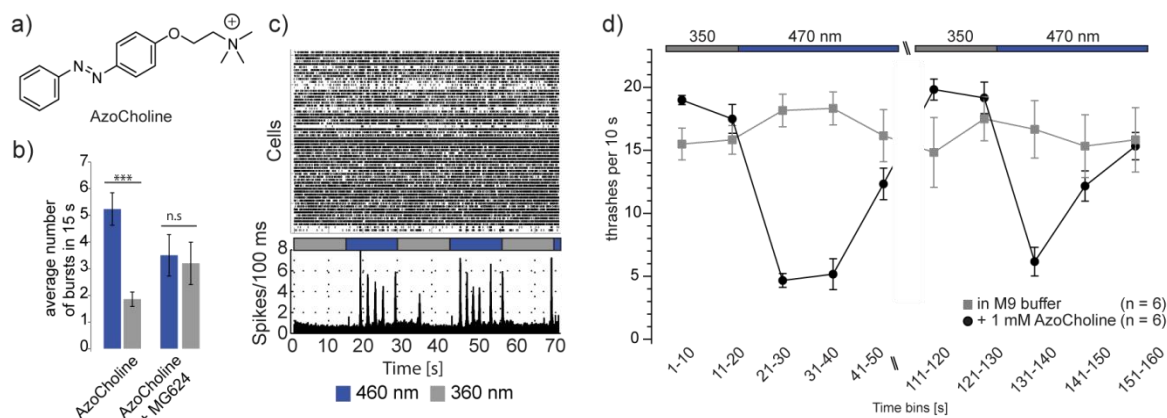 a)
O
N
⊕
N
N
AzoCholine
b)
average number
of bursts in 15 s
7
6
5
4
3
2
1
0
***
n.s
AzoCholine
AzoCholine
+ MG624
c)
Cells
Spikes/100 ms
8
6
4
2
0
0 10 20 30 40 50 60 70
Time [s]
460 nm 360 nm
d)
350 470 nm \\ 350 470 nm
thrashes per 10 s
20
15
10
5
0
in M9 buffer (n = 6)
+ 1 mM AzoCholine (n = 6)
1-10 11-20 21-30 31-40 41-50 \\ 111-120 121-130 131-140 141-150 151-160
Time bins [s]